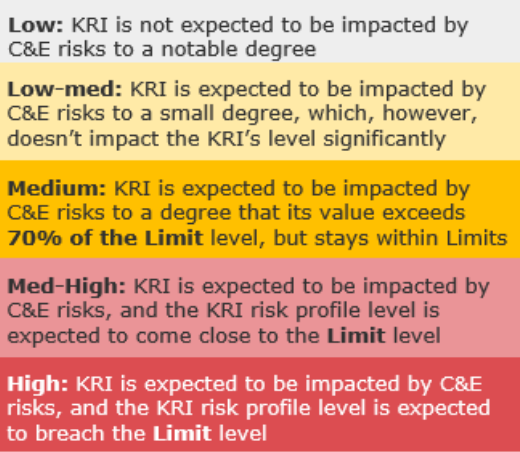 Low: KRI is not expected to be impacted by
C&E risks to a notable degree
Low-med: KRI is expected to be impacted by
C&E risks to a small degree, which, however,
doesn’t impact the KRI’s level significantly
Medium: KRI is expected to be impacted by
C&E risks to a degree that its value exceeds
70% of the Limit level, but stays within Limits
Med-High: KRI is expected to be impacted by
C&E risks, and the KRI risk profile level is
expected to come close to the Limit level
High: KRI is expected to be impacted by C&E
risks, and the KRI risk profile level is expected
to breach the Limit level